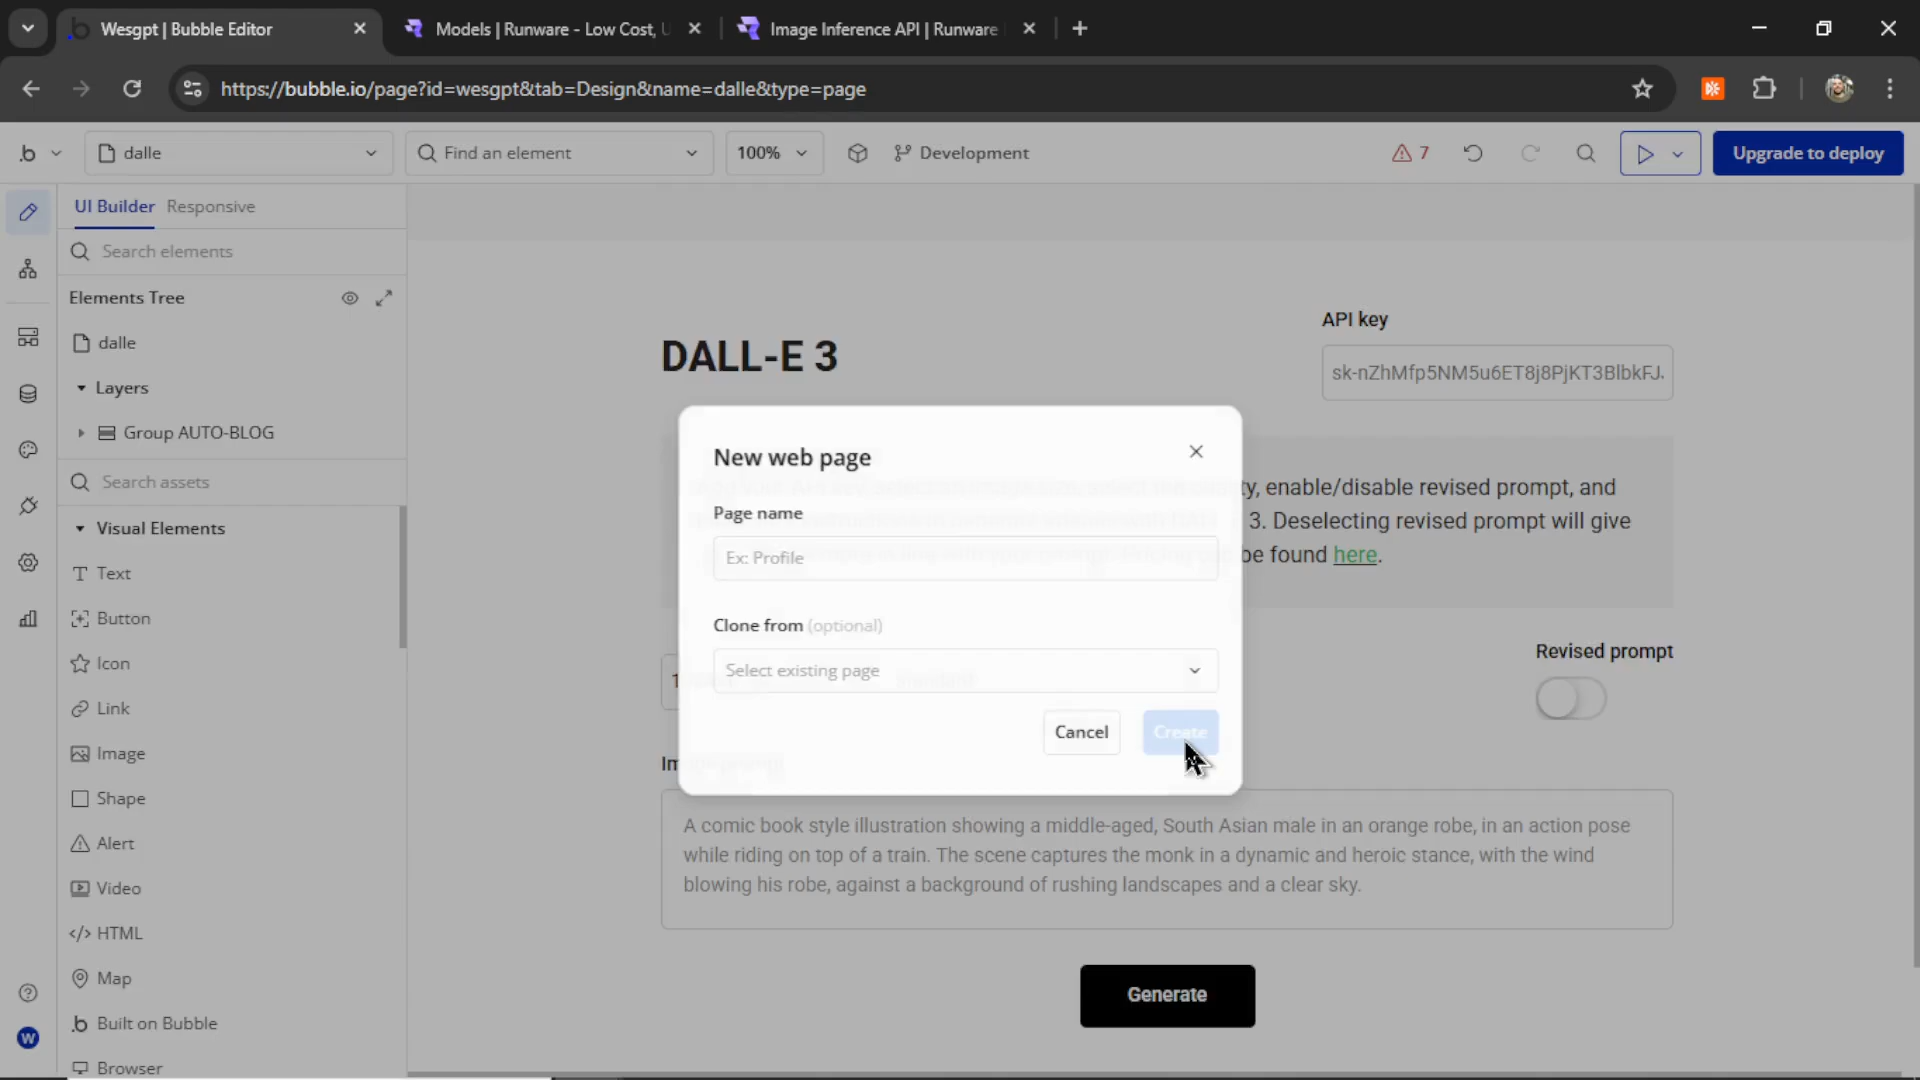 Wesgpt | Bubble Editor
Models | Runware - Low Cost, U
Image Inference API | Runware
https://bubble.io/page?id=wesgpt&tab=Design&name=dalle&type=page
dalle
Find an element
100%
Development
7
Upgrade to deploy
UI Builder
Responsive
Search elements
Elements Tree
dalle
Layers
Group AUTO-BLOG
Search assets
Visual Elements
Text
Button
Icon
Link
Image
Shape
Alert
Video
</> HTML
Map
Built on Bubble
Browser
W
DALL-E 3
API key
sk-nZhMfp5NM5u6ET8j8PjKT3BlbkFJ.
ty, enable/disable revised prompt, and
3. Deselecting revised prompt will give
be found here.
Revised prompt
New web page
Page name
Ex: Profile
Clone from (optional)
Select existing page
Cancel
Create
A comic book style illustration showing a middle-aged, South Asian male in an orange robe, in an action pose
while riding on top of a train. The scene captures the monk in a dynamic and heroic stance, with the wind
blowing his robe, against a background of rushing landscapes and a clear sky.
Generate